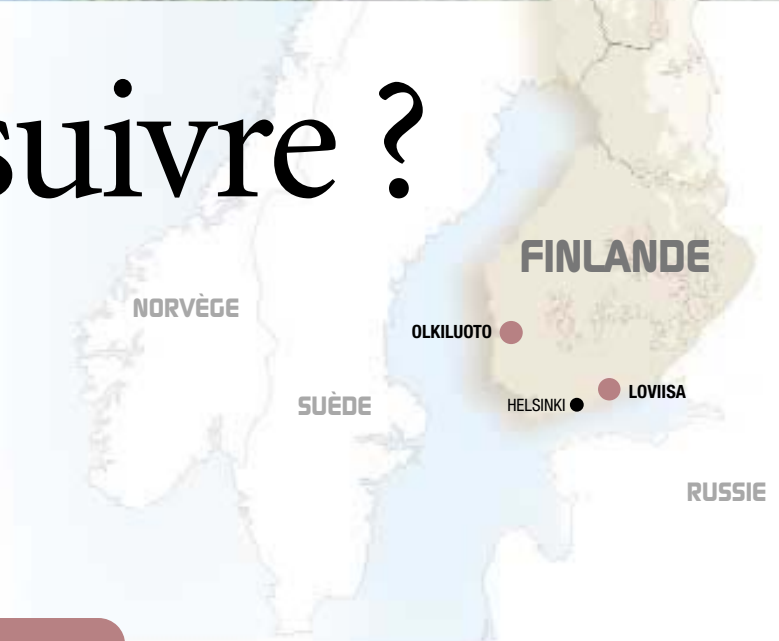 suivre ?
FINLANDE
NORVÈGE
OLKILUOTO
LOVIISA
HELSINKI
SUÈDE
RUSSIE